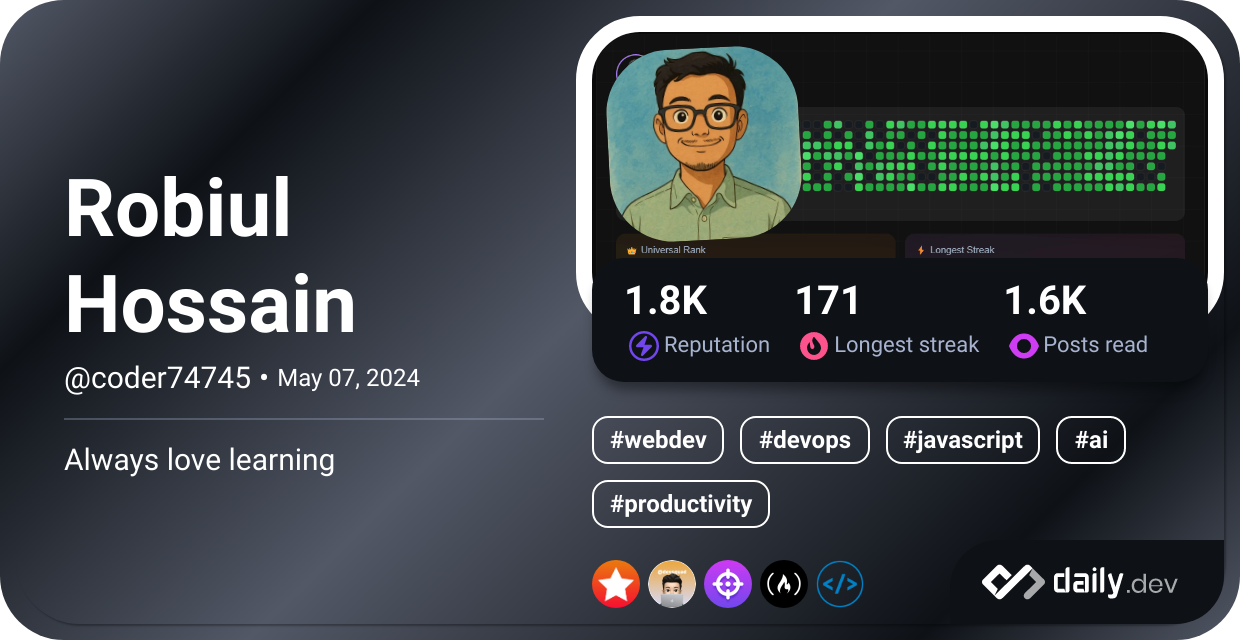 Robiul
Hossain
@coder74745 • May 07, 2024
Always love learning
Universal Rank
Longest Streak
1.8K
171
1.6K
Reputation
Longest streak
Posts read
#webdev
#devops
#javascript
#ai
#productivity
</>
daily.dev